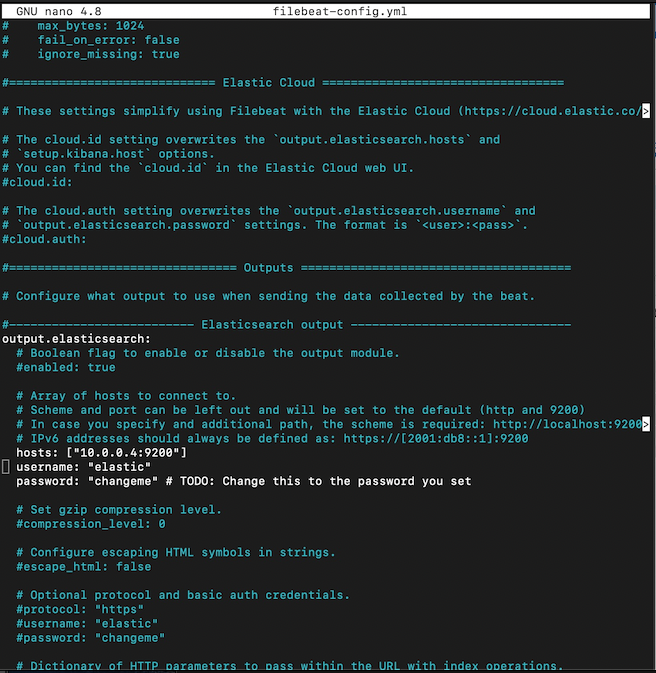 GNU nano 4.8 filebeat-config.yml
#    max_bytes: 1024
#    fail_on_error: false
#    ignore_missing: true
#============================= Elastic Cloud ==================================
# These settings simplify using Filebeat with the Elastic Cloud (https://cloud.elastic.co/>
# The cloud.id setting overwrites the `output.elasticsearch.hosts` and
# `setup.kibana.host` options.
# You can find the `cloud.id` in the Elastic Cloud web UI.
#cloud.id:
# The cloud.auth setting overwrites the `output.elasticsearch.username` and
# `output.elasticsearch.password` settings. The format is `<user>:<pass>`.
#cloud.auth:
#================================ Outputs ======================================
# Configure what output to use when sending the data collected by the beat.
#-------------------------- Elasticsearch output -------------------------------
output.elasticsearch:
  # Boolean flag to enable or disable the output module.
  #enabled: true
  # Array of hosts to connect to.
  # Scheme and port can be left out and will be set to the default (http and 9200)
  # In case you specify and additional path, the scheme is required: http://localhost:9200>
  # IPv6 addresses should always be defined as: https://[2001:db8::1]:9200
  hosts: ["10.0.0.4:9200"]
  username: "elastic"
  password: "changeme" # TODO: Change this to the password you set
  # Set gzip compression level.
  #compression_level: 0
  # Configure escaping HTML symbols in strings.
  #escape_html: false
  # Optional protocol and basic auth credentials.
  #protocol: "https"
  #username: "elastic"
  #password: "changeme"
  # Dictionary of HTTP parameters to pass within the URL with index operations.